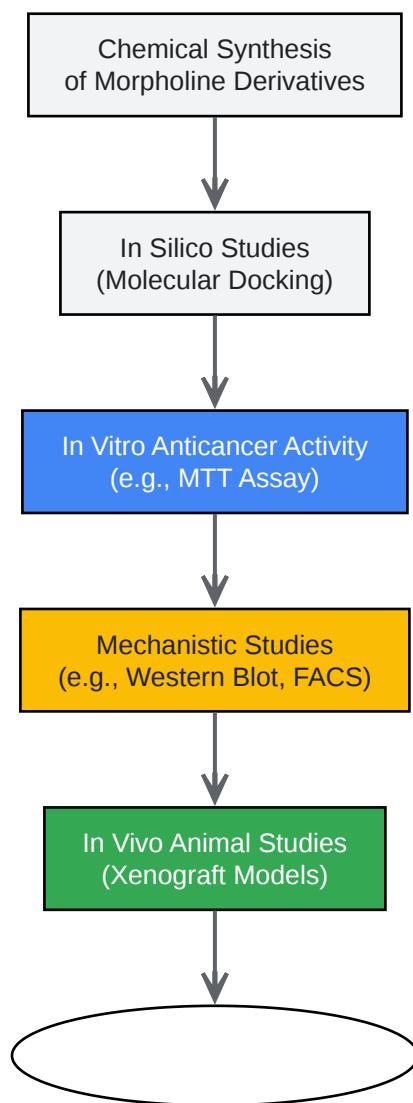 Chemical Synthesis
of Morpholine Derivatives
In Silico Studies
(Molecular Docking)
In Vitro Anticancer Activity
(e.g., MTT Assay)
Mechanistic Studies
(e.g., Western Blot, FACS)
In Vivo Animal Studies
(Xenograft Models)